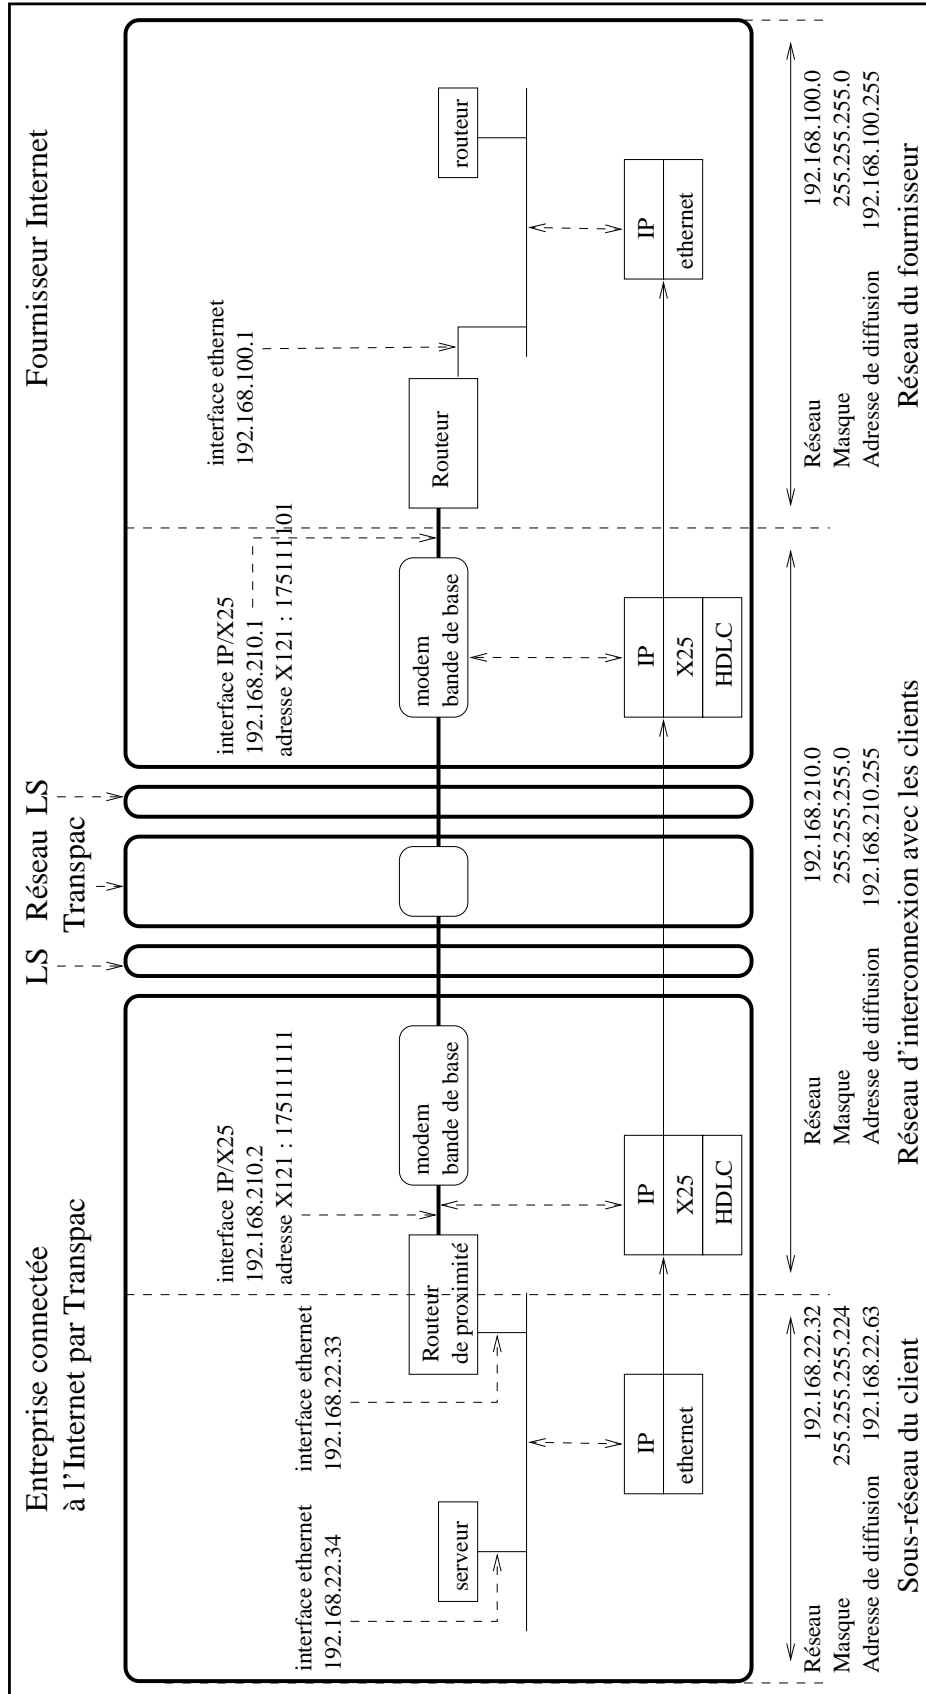 Entreprise connectée
à l'Internet par Transpac
LS
Réseau
Transpac
LS
Fournisseur Internet
interface ethernet
192.168.22.34
interface ethernet
192.168.22.33
interface IP/X25
192.168.210.2
adresse X121 : 175111111
interface IP/X25
192.168.210.1
adresse X121 : 175111101
interface ethernet
192.168.100.1
serveur
Routeur
de proximité
modem
bande de base
modem
bande de base
Routeur
routeur
IP
ethernet
IP
X25
HDLC
IP
X25
HDLC
IP
ethernet
Réseau 192.168.22.32
Masque 255.255.255.224
Adresse de diffusion 192.168.22.63
Sous-réseau du client
Réseau 192.168.210.0
Masque 255.255.255.0
Adresse de diffusion 192.168.210.255
Réseau d'interconnexion avec les clients
Réseau 192.168.100.0
Masque 255.255.255.0
Adresse de diffusion 192.168.100.255
Réseau du fournisseur